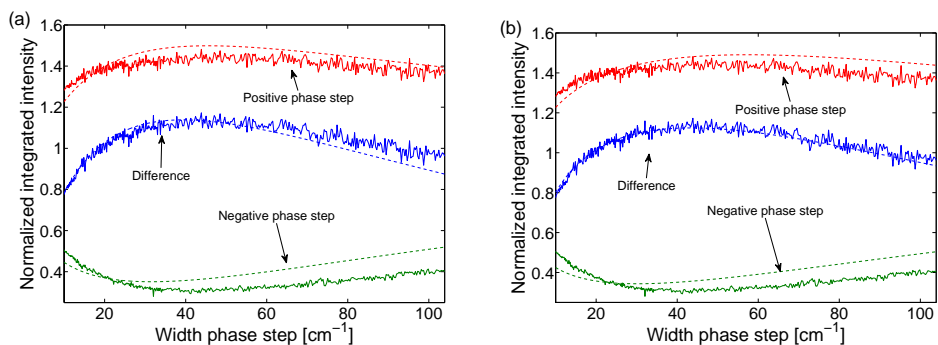 (a)
1.6
1.4
1.2
1
0.8
0.6
0.4
Normalized integrated intensity
Positive phase step
Difference
Negative phase step
20
40
60
80
100
Width phase step [cm−1]
(b)
1.6
1.4
1.2
1
0.8
0.6
0.4
Normalized integrated intensity
Positive phase step
Difference
Negative phase step
20
40
60
80
100
Width phase step [cm−1]